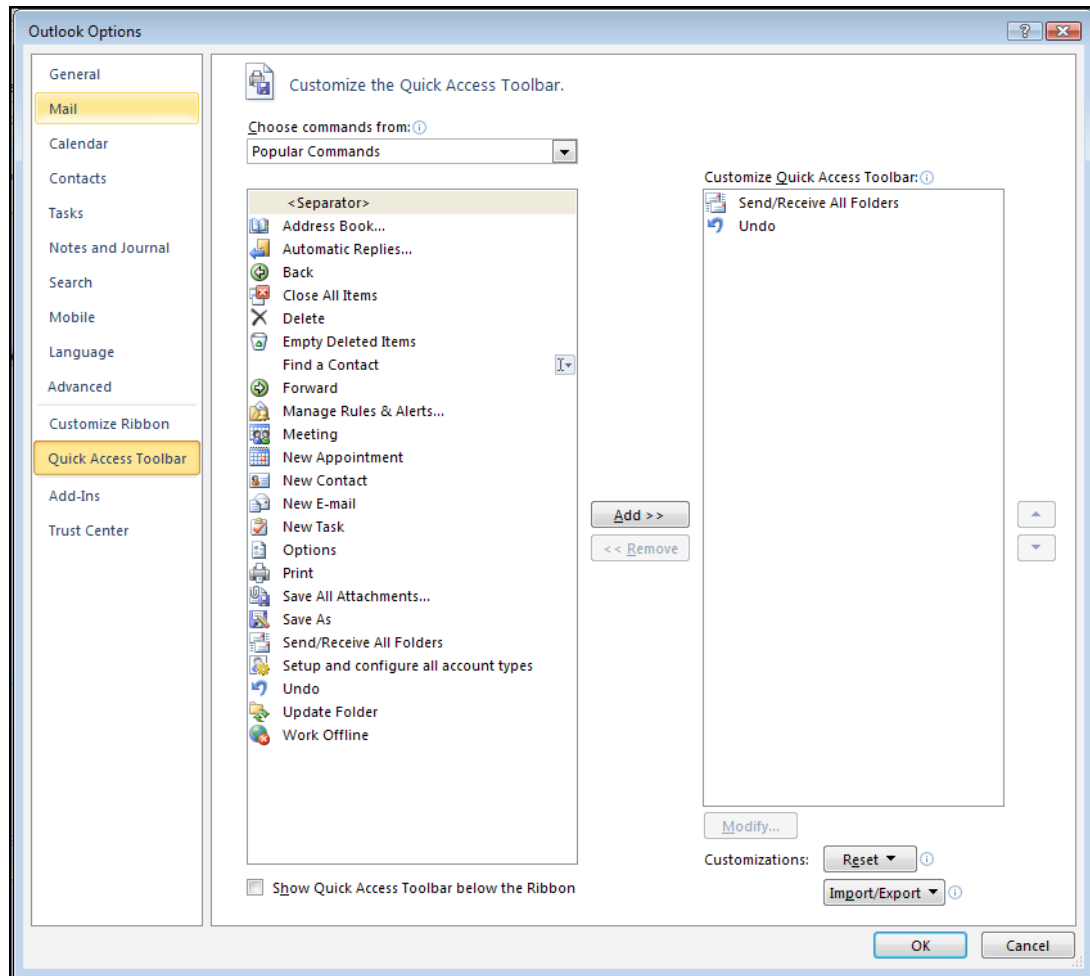 Outlook Options
General
Mail
Calendar
Contacts
Tasks
Notes and Journal
Search
Mobile
Language
Advanced
Customize Ribbon
Quick Access Toolbar
Add-Ins
Trust Center
Customize the Quick Access Toolbar.
Choose commands from:
Popular Commands
<Separator>
Address Book...
Automatic Replies...
Back
Close All Items
Delete
Empty Deleted Items
Find a Contact
Forward
Manage Rules & Alerts...
Meeting
New Appointment
New Contact
New E-mail
New Task
Options
Print
Save All Attachments...
Save As
Send/Receive All Folders
Setup and configure all account types
Undo
Update Folder
Work Offline
Show Quick Access Toolbar below the Ribbon
Add >>
<< Remove
Customize Quick Access Toolbar:
Send/Receive All Folders
Undo
Modify...
Customizations: Reset
Import/Export
OK Cancel